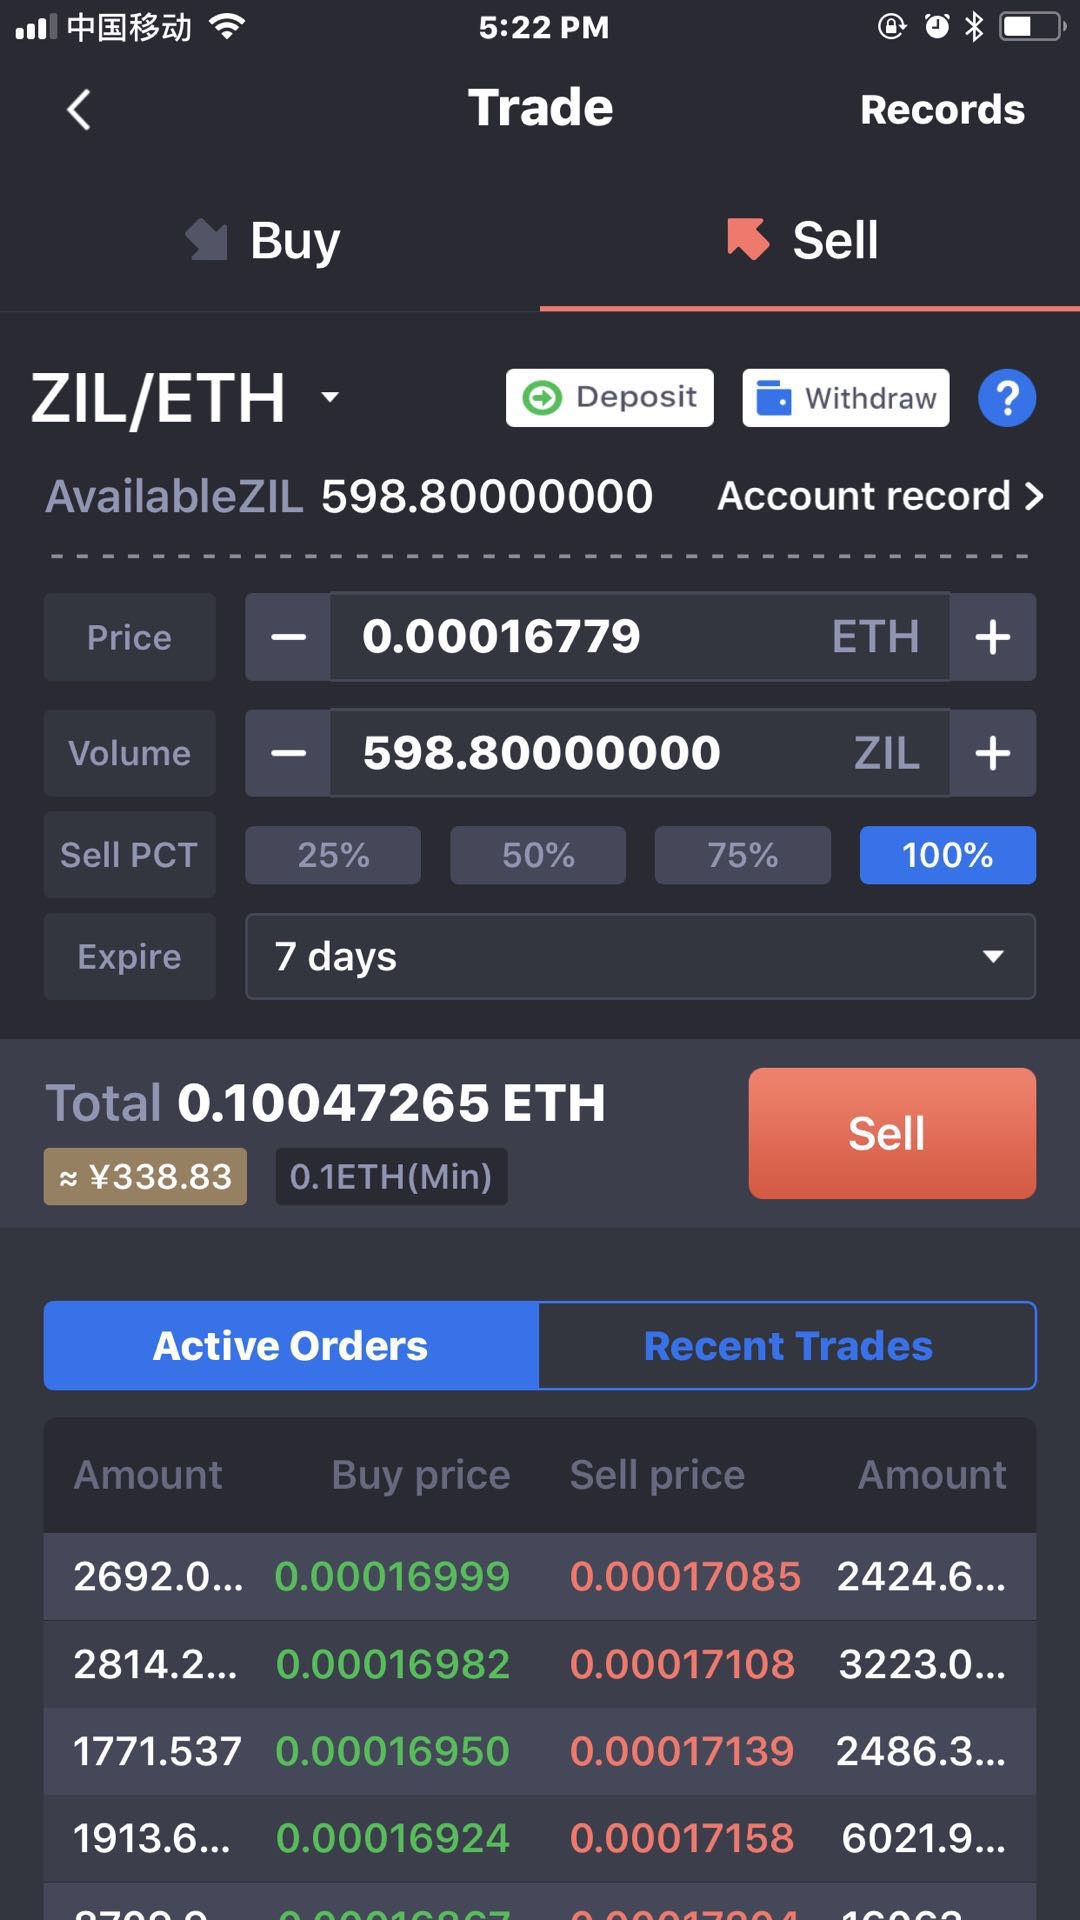 中国移动 5:22 PM
Trade Records
Buy Sell
ZIL/ETH Deposit Withdraw ?
AvailableZIL 598.80000000 Account record
Price — 0.00016779 ETH +
Volume — 598.80000000 ZIL +
Sell PCT 25% 50% 75% 100%
Expire 7 days
Total 0.10047265 ETH
≈ ¥338.83 0.1ETH(Min) Sell
Active Orders Recent Trades
Amount Buy price Sell price Amount
2692.0... 0.00016999 0.00017085 2424.6...
2814.2... 0.00016982 0.00017108 3223.0...
1771.537 0.00016950 0.00017139 2486.3...
1913.6... 0.00016924 0.00017158 6021.9...